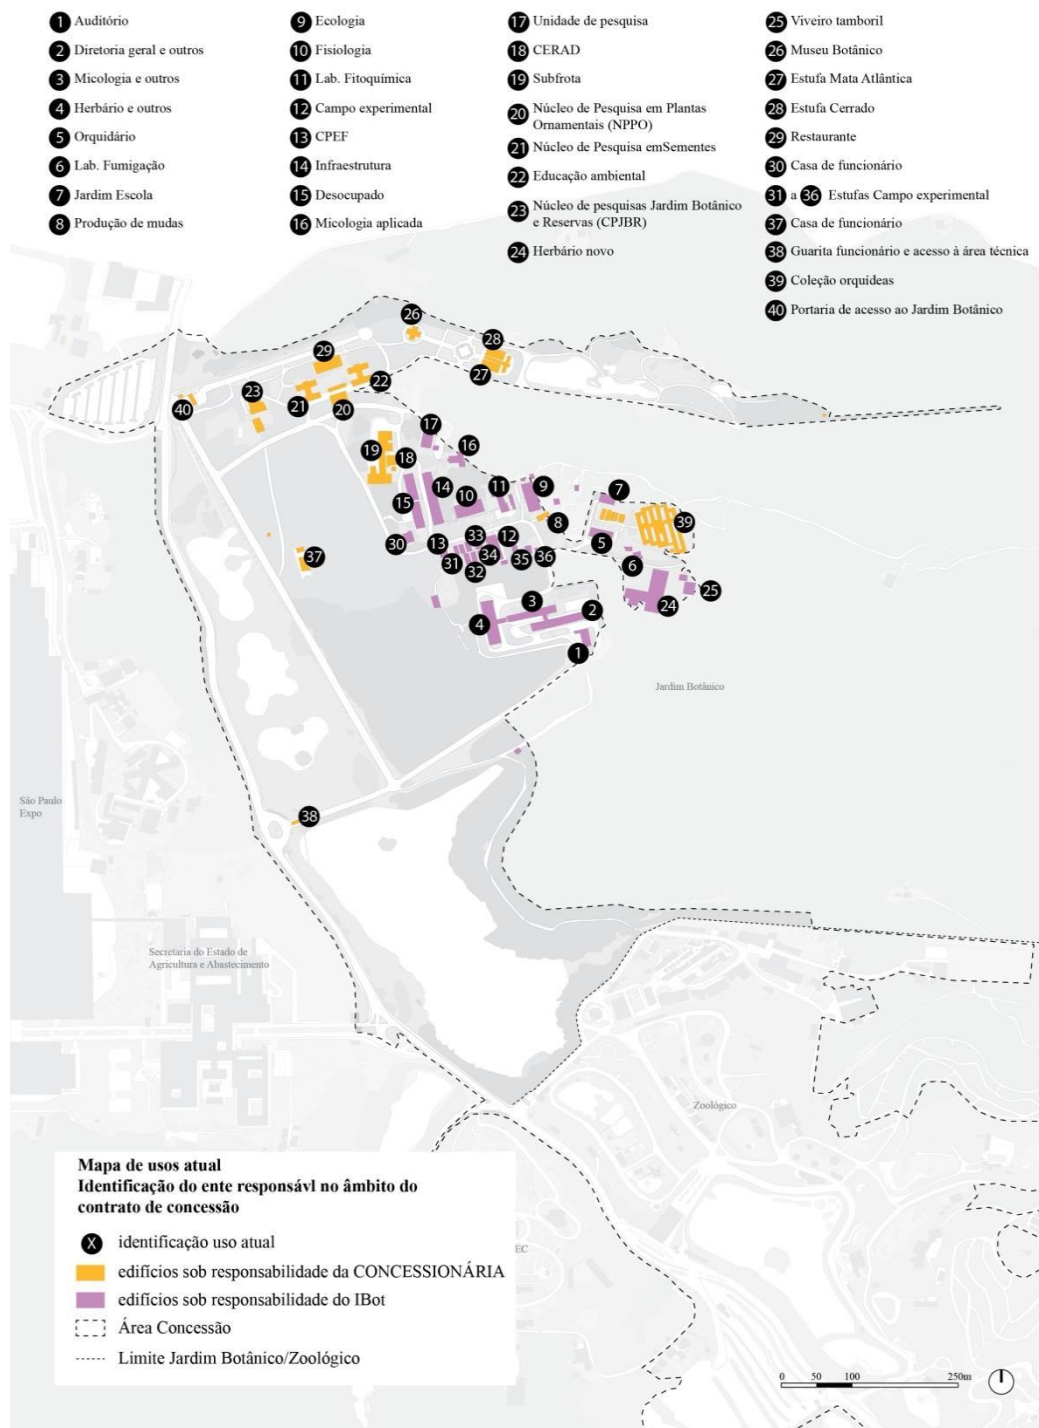 1 Auditório
2 Diretoria geral e outros
3 Micologia e outros
4 Herbário e outros
5 Orquidário
6 Lab. Fumigação
7 Jardim Escola
8 Produção de mudas
9 Ecologia
10 Fisiologia
11 Lab. Fitoquímica
12 Campo experimental
13 CPEF
14 Infraestrutura
15 Desocupado
16 Micologia aplicada
17 Unidade de pesquisa
18 CERAD
19 Subfrota
20 Núcleo de Pesquisa em Plantas
Ornamentais (NPPO)
21 Núcleo de Pesquisa emSementes
22 Educação ambiental
23 Núcleo de pesquisas Jardim Botânico
e Reservas (CPJBR)
24 Herbário novo
25 Viveiro tamboril
26 Museu Botânico
27 Estufa Mata Atlântica
28 Estufa Cerrado
29 Restaurante
30 Casa de funcionário
31 a 36 Estufas Campo experimental
37 Casa de funcionário
38 Guarita funcionário e acesso à área técnica
39 Coleção orquídeas
40 Portaria de acesso ao Jardim Botânico
26
28
29
27
22
40
23
21
20
17
19
18
16
14
11
9
7
15
10
39
8
33
12
5
30
13
34
37
31
35
36
6
32
25
3
24
4
2
1
Jardim Botânico
São Paulo
Expo
38
Secretaria do Estado de
Agricultura e Abastecimento
Zoológico
EC
Mapa de usos atual
Identificação do ente responsávl no âmbito do
contrato de concessão
X identificação uso atual
edifícios sob responsabilidade da CONCESSIONÁRIA
edifícios sob responsabilidade do IBot
Área Concessão
Limite Jardim Botânico/Zoológico
0 50 100 250m